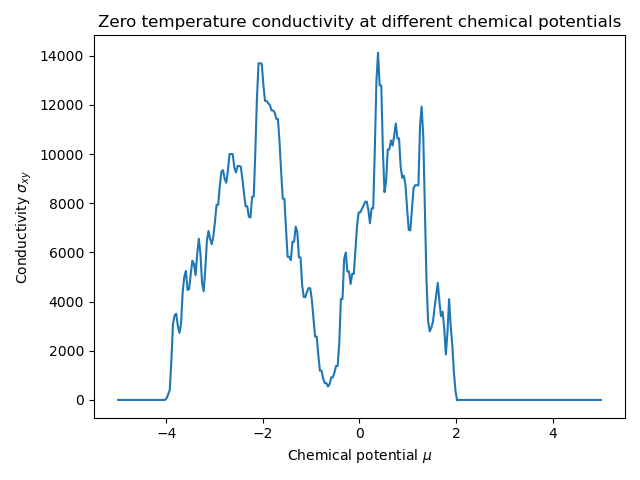 Zero temperature conductivity at different chemical potentials
14000
12000
10000
8000
6000
4000
2000
0
Conductivity σxy
−4 −2 0 2 4
Chemical potential μ